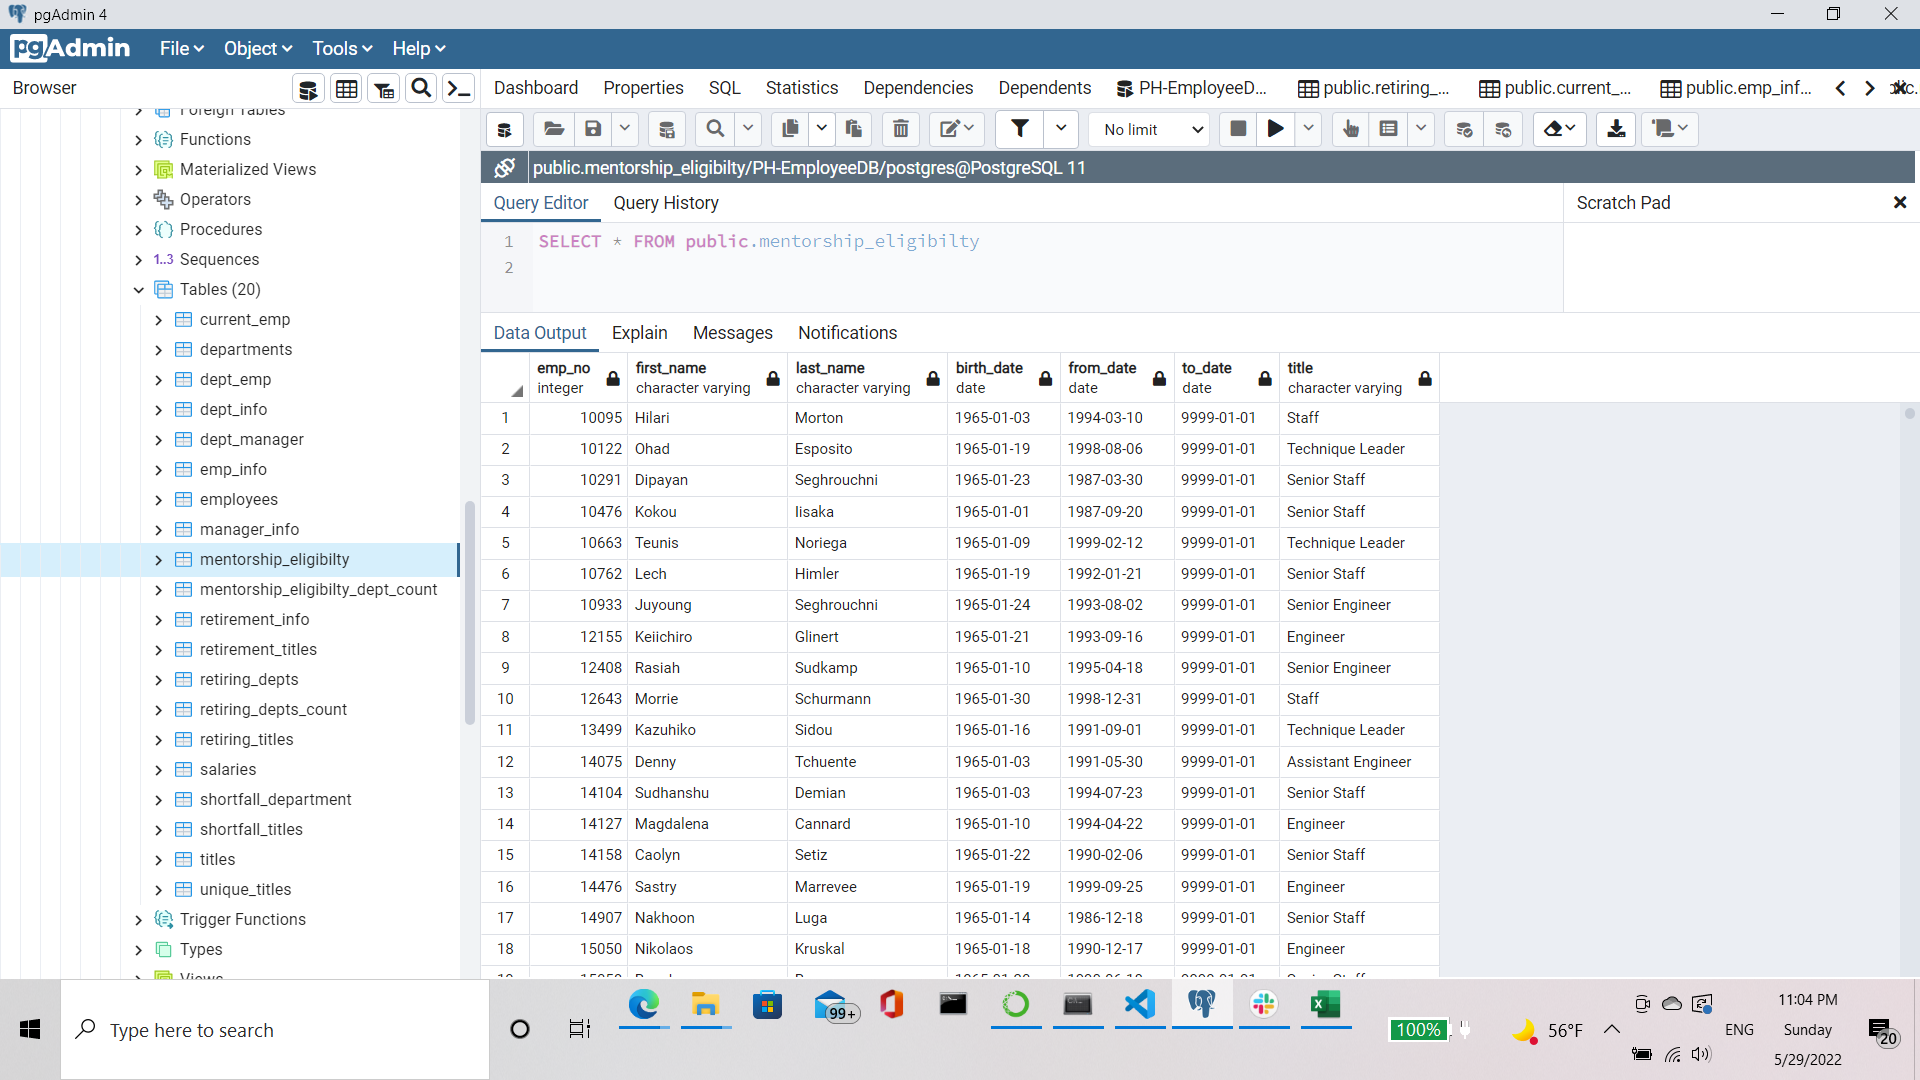 pgAdmin 4
pgAdmin File Object Tools Help
Browser
Dashboard Properties SQL Statistics Dependencies Dependents PH-EmployeeD... public.retiring_... public.current_... public.emp_inf...
No limit
public.mentorship_eligibilty/PH-EmployeeDB/postgres@PostgreSQL 11
Query Editor Query History
Scratch Pad
1 SELECT * FROM public.mentorship_eligibilty
2
Foreign Tables
Functions
Materialized Views
Operators
Procedures
1..3 Sequences
Tables (20)
current_emp
departments
dept_emp
dept_info
dept_manager
emp_info
employees
manager_info
mentorship_eligibilty
mentorship_eligibilty_dept_count
retirement_info
retirement_titles
retiring_depts
retiring_depts_count
retiring_titles
salaries
shortfall_department
shortfall_titles
titles
unique_titles
Trigger Functions
Types
Views
Data Output Explain Messages Notifications
emp_no first_name last_name birth_date from_date to_date title
integer character varying character varying date date date character varying
1 10095 Hilari Morton 1965-01-03 1994-03-10 9999-01-01 Staff
2 10122 Ohad Esposito 1965-01-19 1998-08-06 9999-01-01 Technique Leader
3 10291 Dipayan Seghrouchni 1965-01-23 1987-03-30 9999-01-01 Senior Staff
4 10476 Kokou Iisaka 1965-01-01 1987-09-20 9999-01-01 Senior Staff
5 10663 Teunis Noriega 1965-01-09 1999-02-12 9999-01-01 Technique Leader
6 10762 Lech Himler 1965-01-19 1992-01-21 9999-01-01 Senior Staff
7 10933 Juyoung Seghrouchni 1965-01-24 1993-08-02 9999-01-01 Senior Engineer
8 12155 Keiichiro Glinert 1965-01-21 1993-09-16 9999-01-01 Engineer
9 12408 Rasiah Sudkamp 1965-01-10 1995-04-18 9999-01-01 Senior Engineer
10 12643 Morrie Schurmann 1965-01-30 1998-12-31 9999-01-01 Staff
11 13499 Kazuhiko Sidou 1965-01-16 1991-09-01 9999-01-01 Technique Leader
12 14075 Denny Tchuente 1965-01-03 1991-05-30 9999-01-01 Assistant Engineer
13 14104 Sudhanshu Demian 1965-01-03 1994-07-23 9999-01-01 Senior Staff
14 14127 Magdalena Cannard 1965-01-10 1994-04-22 9999-01-01 Engineer
15 14158 Caolyn Setiz 1965-01-22 1990-02-06 9999-01-01 Senior Staff
16 14476 Sastry Marrevee 1965-01-19 1999-09-25 9999-01-01 Engineer
17 14907 Nakhoon Luga 1965-01-14 1986-12-18 9999-01-01 Senior Staff
18 15050 Nikolaos Kruskal 1965-01-18 1990-12-17 9999-01-01 Engineer
Type here to search
99+
100%
56°F
ENG
11:04 PM
Sunday
5/29/2022
20